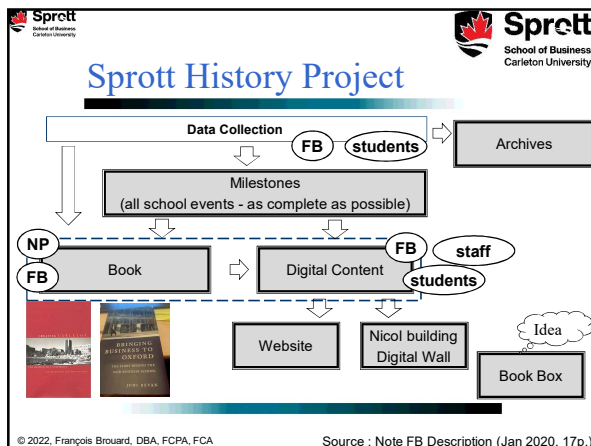 Sprott
School of Business
Carleton University
Sprott
School of Business
Carleton University
Sprott History Project
Data Collection
FB
students
Archives
Milestones
(all school events - as complete as possible)
NP
FB
Book
Digital Content
FB
staff
students
CREATING CARLETON
BRINGING
BUSINESS TO
OXFORD
Website
Nicol building
Digital Wall
Idea
Book Box
© 2022, François Brouard, DBA, FCPA, FCA
Source : Note FB Description (Jan 2020, 17p.)